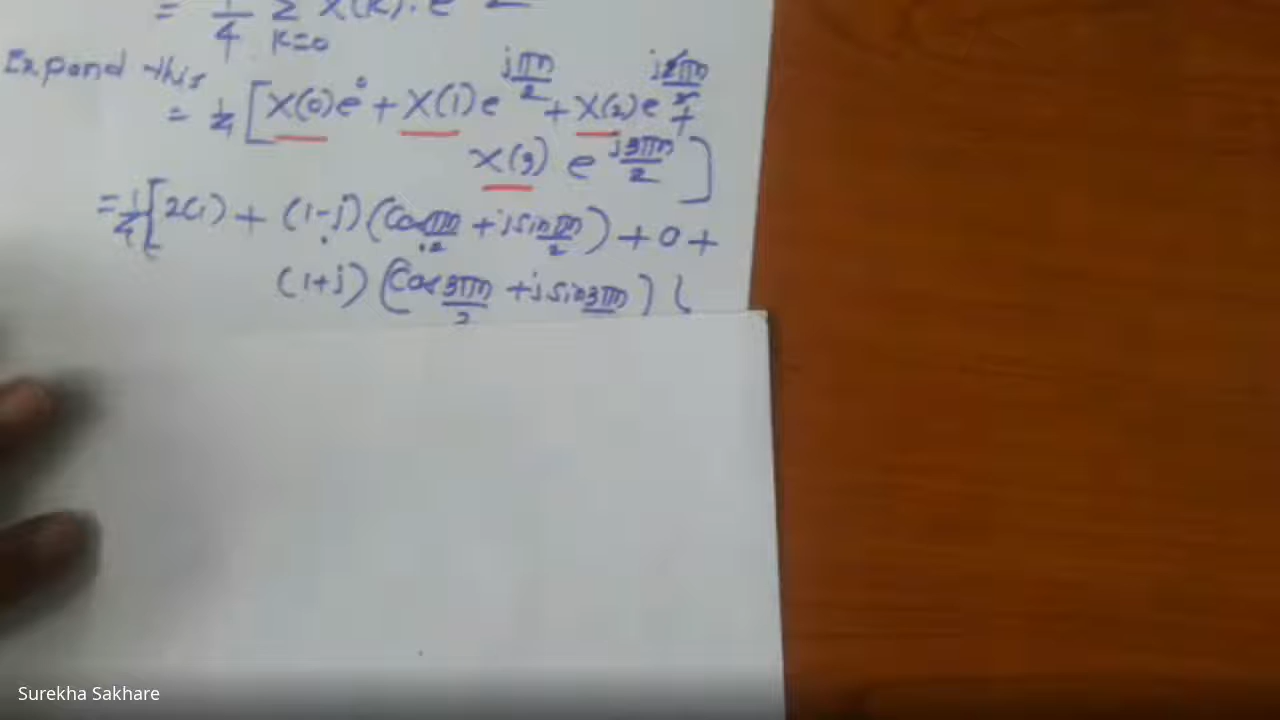 = 1/4 Σ X(k). e
k=0
Expand this
= 1/4 [X(0)e⁰ + X(1) e^(jπn/2) + X(2) e^(j2πn/2) +
X(3) e^(j3πn/2) ]
= 1/4 [2(1) + (1-j)(cos πn/2 + j sin πn/2) + 0 +
(1+j) (cos 3πn/2 + j sin 3πn
Surekha Sakhare